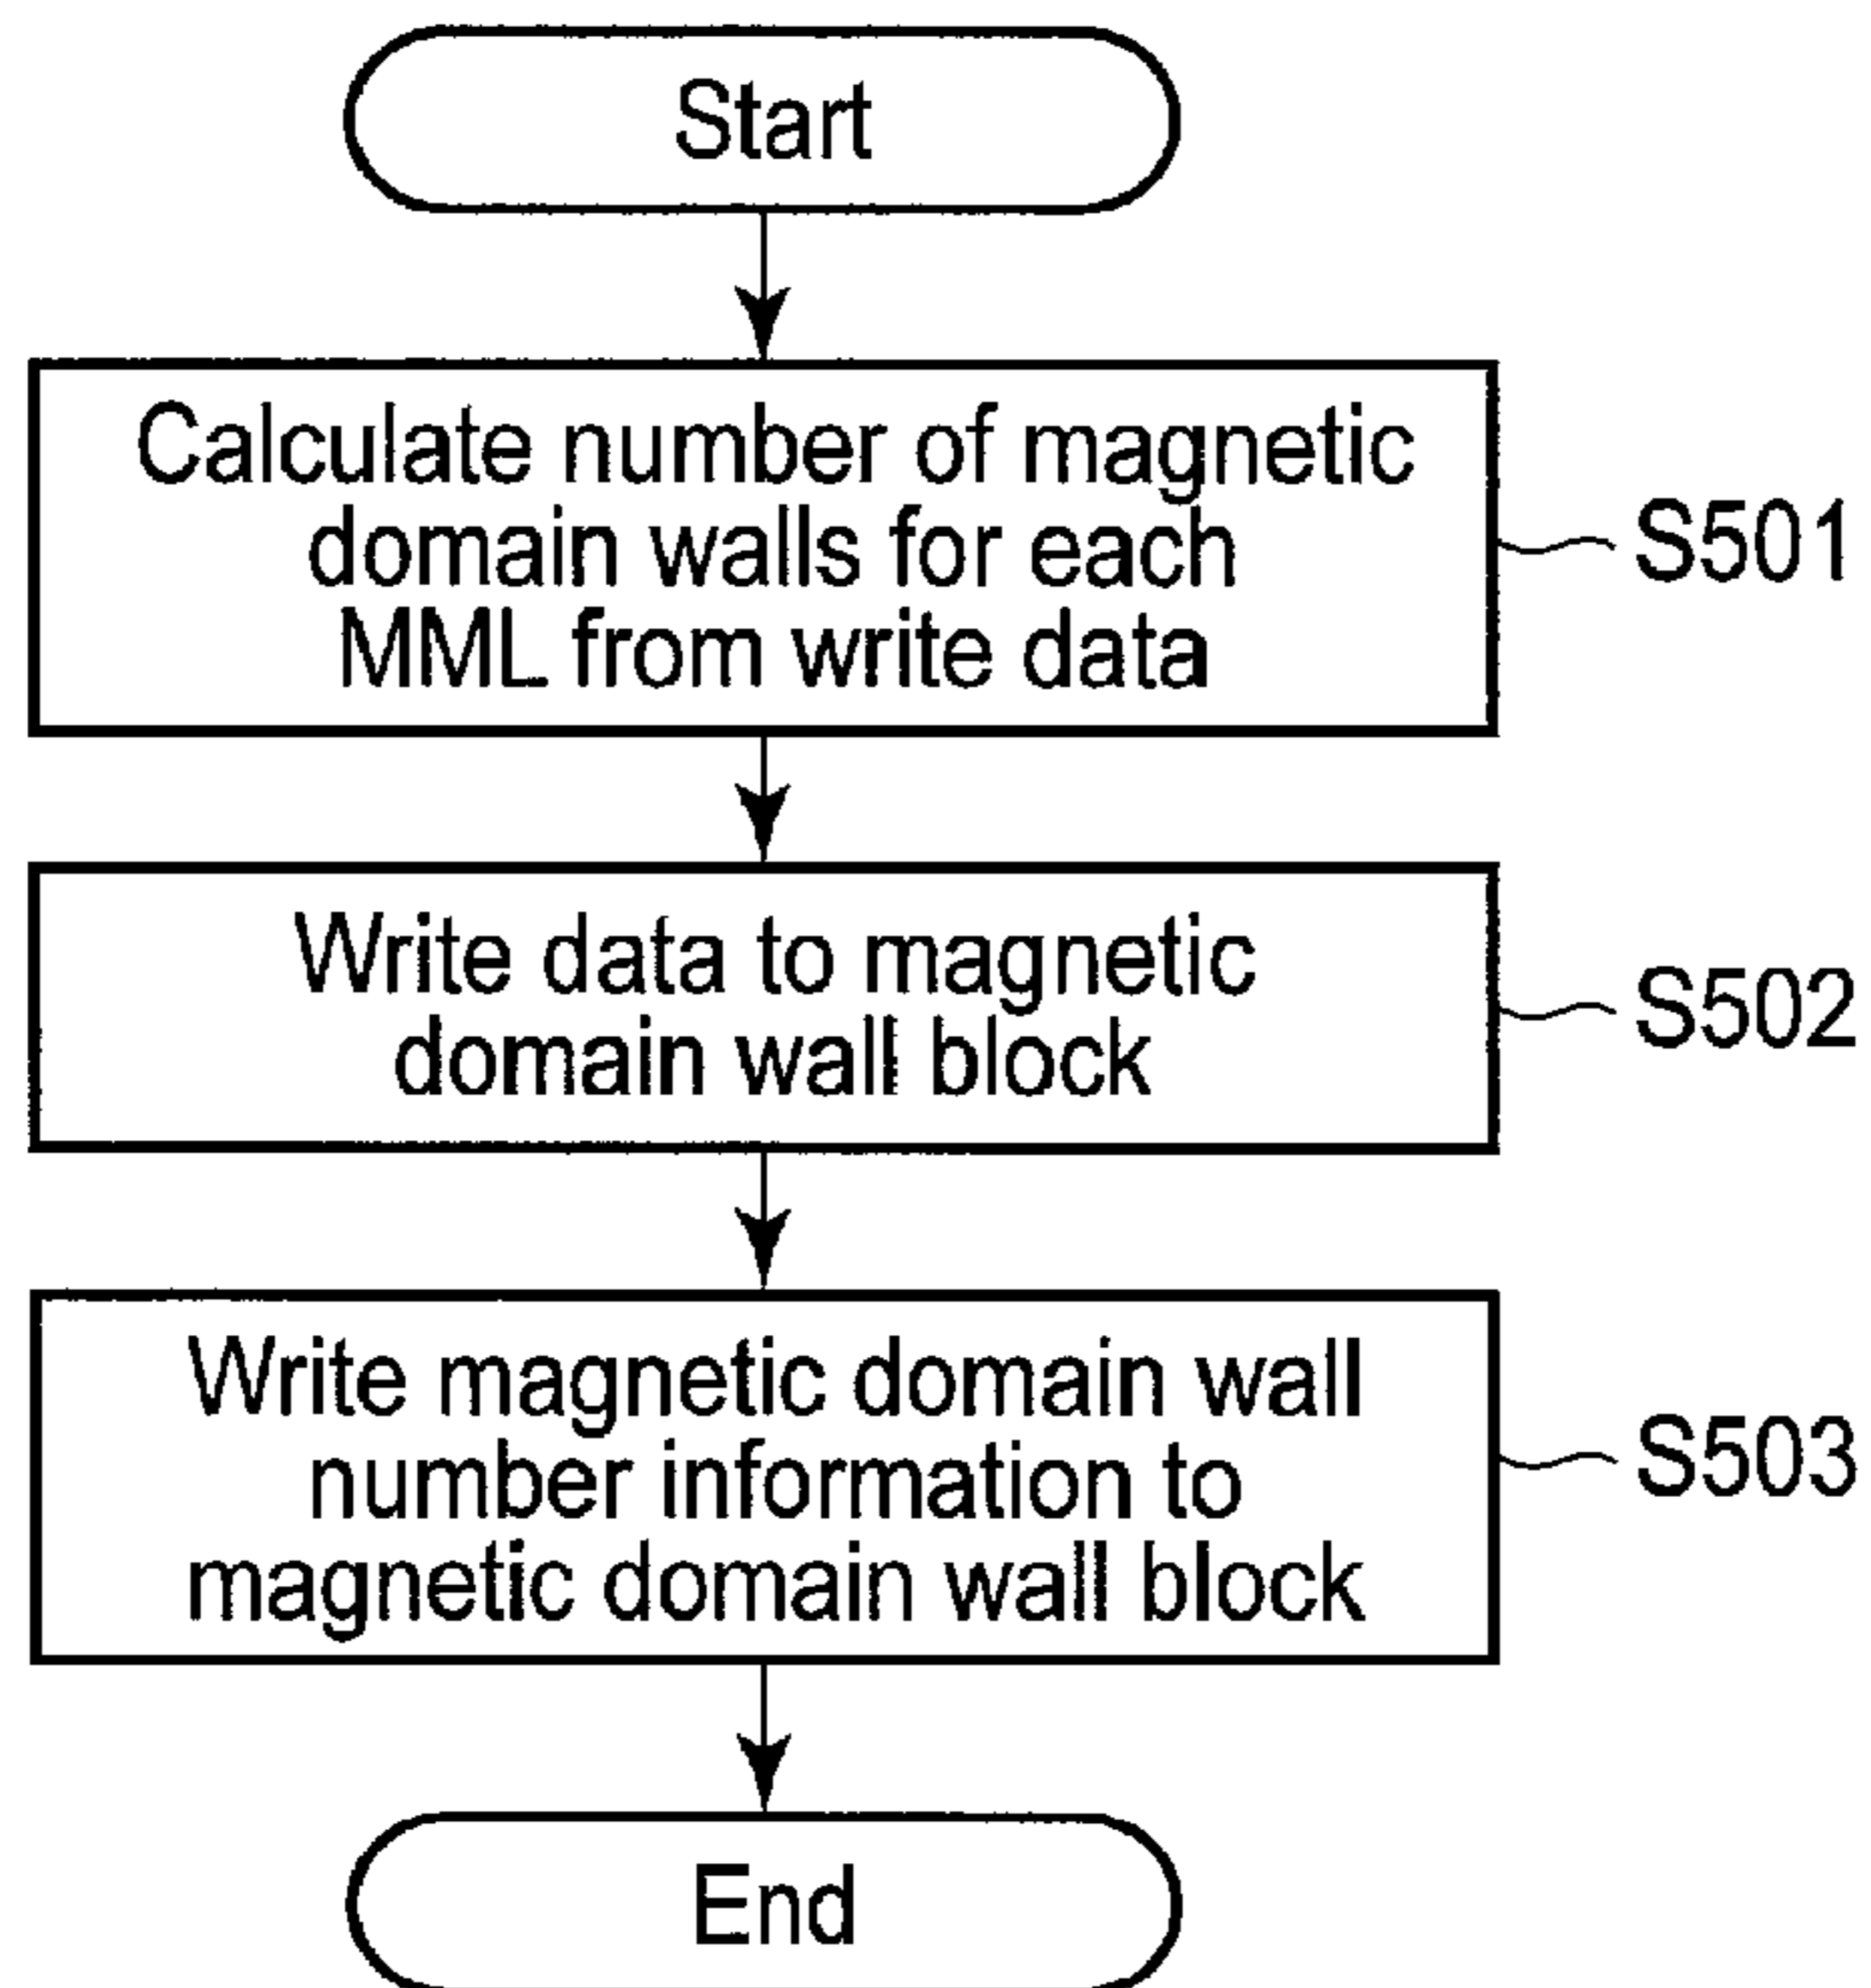 Start
Calculate number of magnetic
domain walls for each
MML from write data
S501
Write data to magnetic
domain wall block
S502
Write magnetic domain wall
number information to
magnetic domain wall block
S503
End